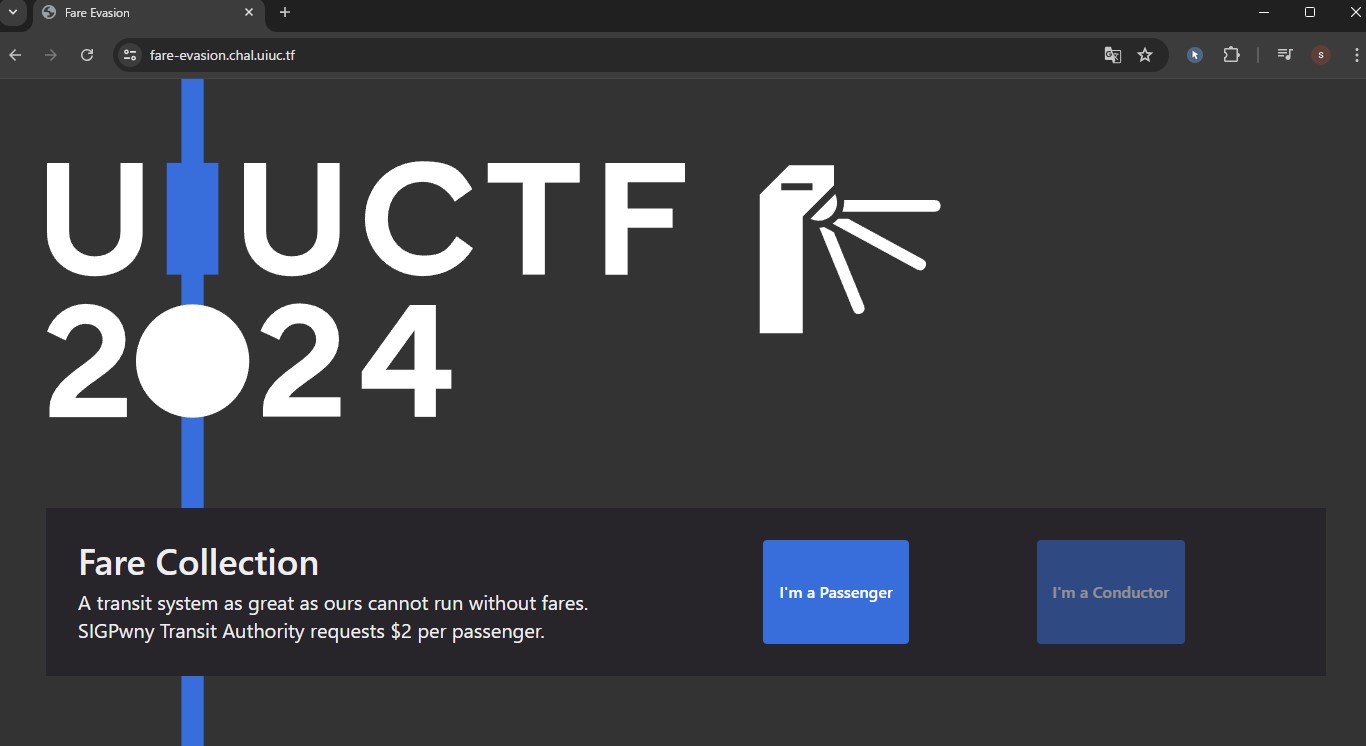 Fare Evasion
fare-evasion.chal.uiuc.tf
S
UIUCTF
2024
Fare Collection
A transit system as great as ours cannot run without fares.
SIGPwny Transit Authority requests $2 per passenger.
I'm a Passenger
I'm a Conductor